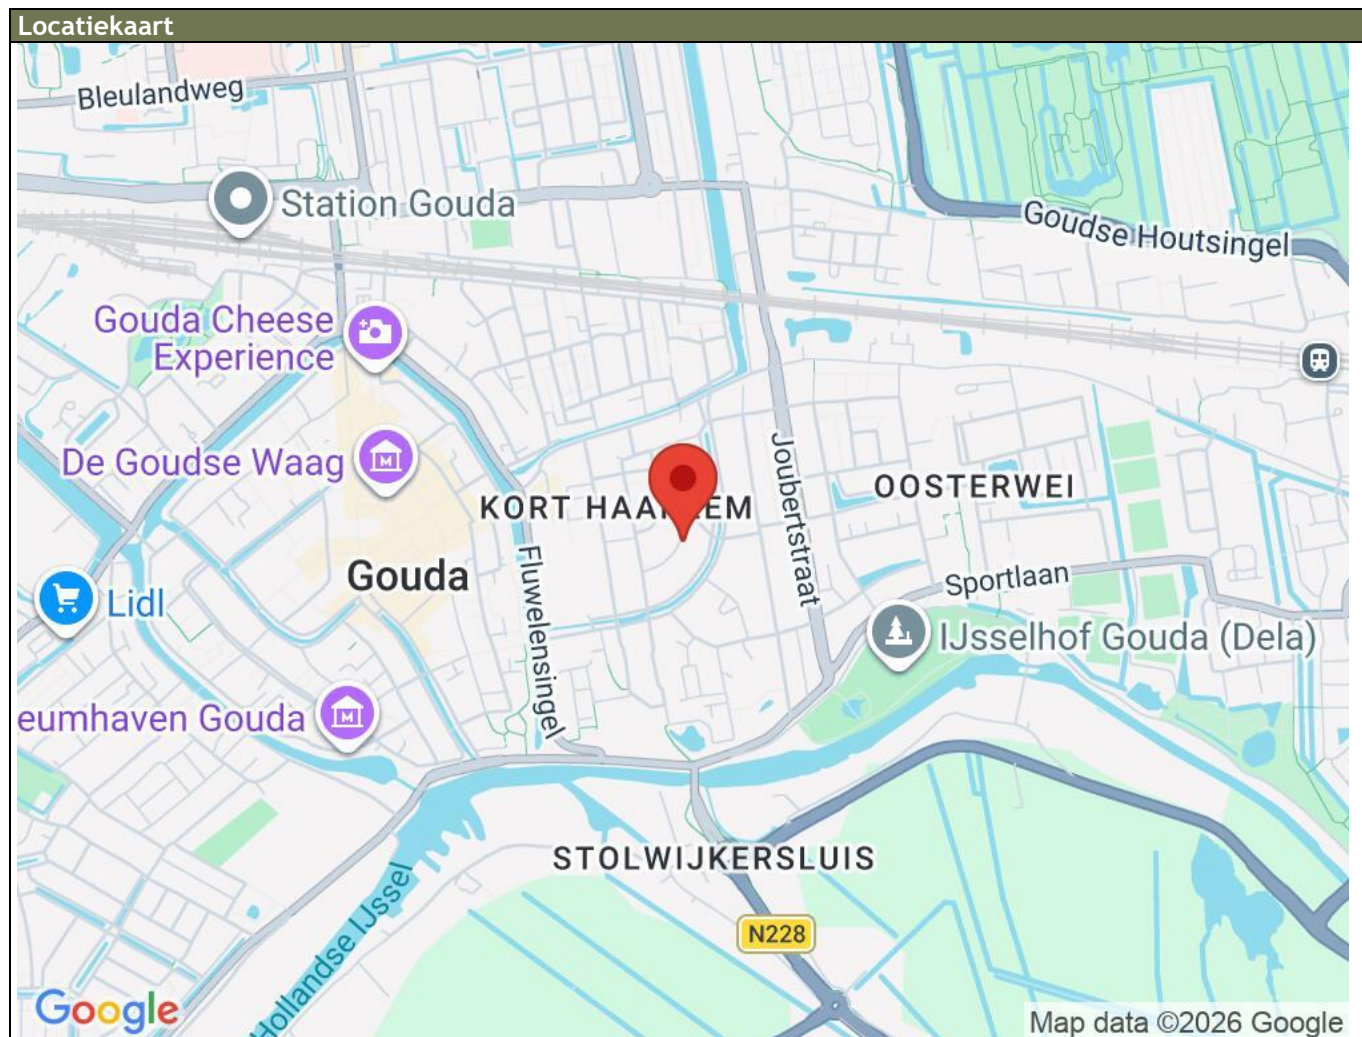 Locatiekaart
Bleulandweg
Station Gouda
Goudse Houtsingel
Gouda Cheese
Experience
De Goudse Waag
KORT HAA EM
Joubertstraat
OOSTERWEI
Gouda
Fluwelensingel
Sportlaan
Lidl
IJsselhof Gouda (Dela)
eumhaven Gouda
STOLWIJKERSLUIS
Hollandse IJssel
N228
Google
Map data ©2026 Google